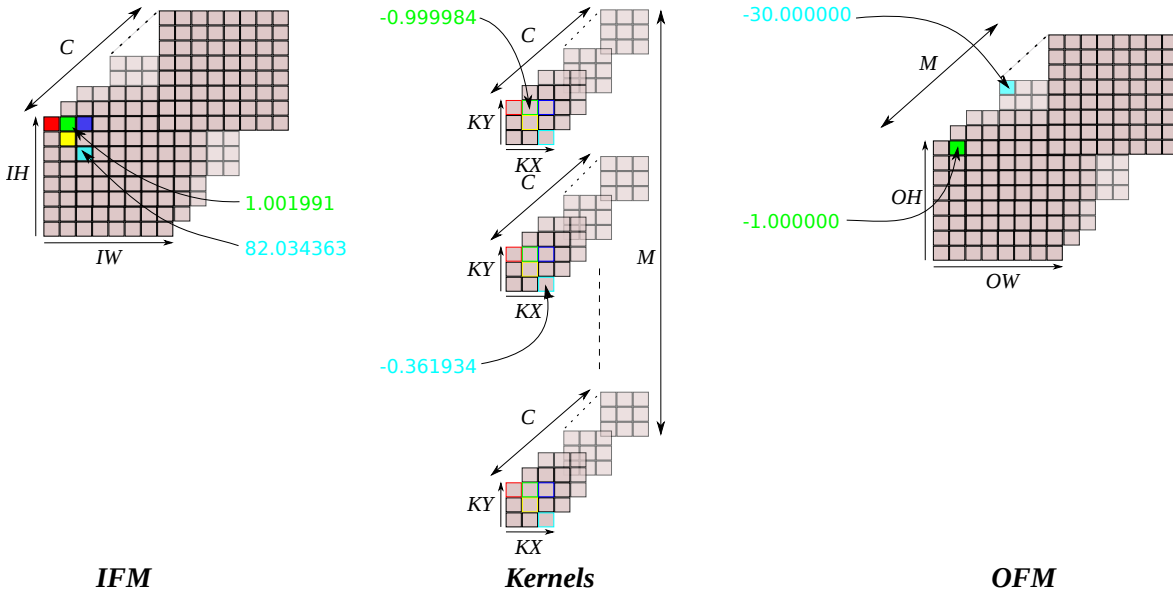 C
IH
IW
1.001991
82.034363
IFM
-0.999984
C
KY
KX
C
KY
KX
M
-0.361934
C
KY
KX
Kernels
-30.000000
M
OH
-1.000000
OW
OFM